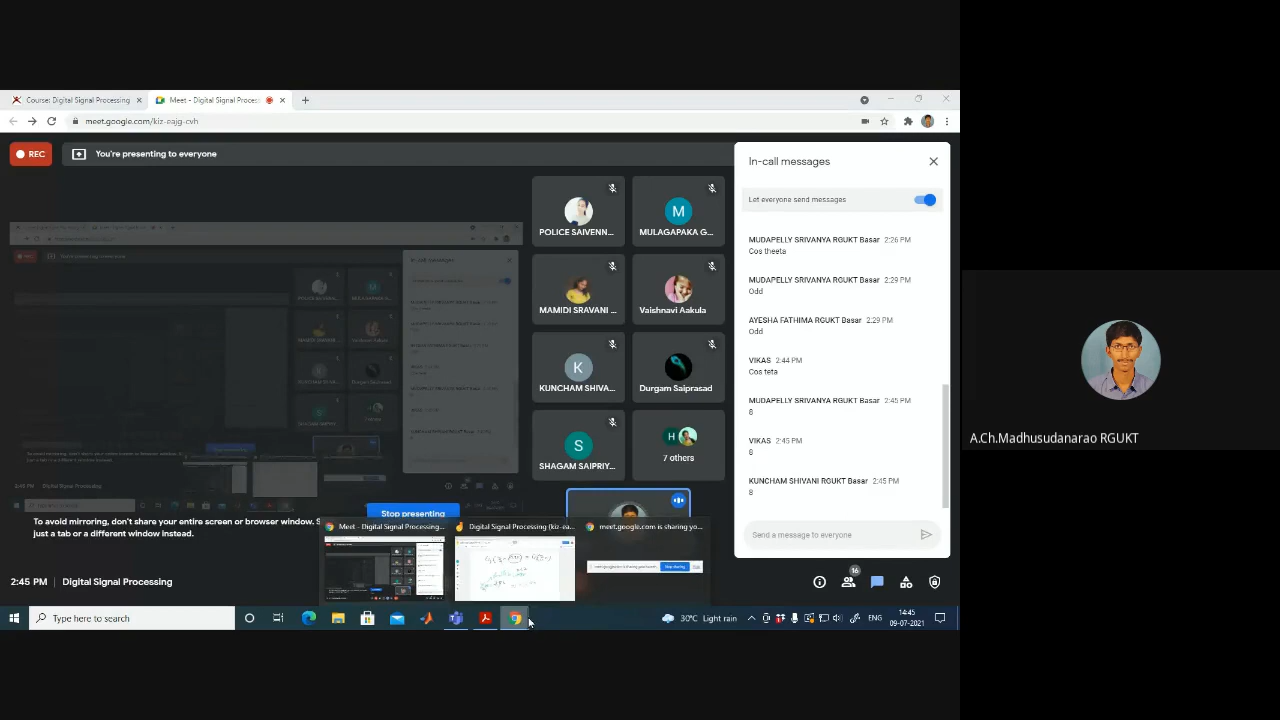 Course: Digital Signal Processing
Meet - Digital Signal Proces
meet.google.com/kiz-eajg-cvh
REC
You're presenting to everyone
In-call messages
Let everyone send messages
MUDAPELLY SRIVANYA RGUKT Basar 2:26 PM
Cos theeta
MUDAPELLY SRIVANYA RGUKT Basar 2:29 PM
Odd
AYESHA FATHIMA RGUKT Basar 2:29 PM
Odd
VIKAS 2:44 PM
Cos teta
MUDAPELLY SRIVANYA RGUKT Basar 2:45 PM
8
VIKAS 2:45 PM
8
KUNCHAM SHIVANI RGUKT Basar 2:45 PM
8
Send a message to everyone
POLICE SAIVENN...
M
MULAGAPAKA G...
MAMIDI SRAVANI ...
Vaishnavi Aakula
K
KUNCHAM SHIVA...
Durgam Saiprasad
S
SHAGAM SAIPRIY...
H
7 others
Stop presenting
To avoid mirroring, don't share your entire screen or browser window. S
just a tab or a different window instead.
Meet - Digital Signal Processing...
Digital Signal Processing (kiz-ea...
meet.google.com is sharing yo...
Stop sharing
2:45 PM
Digital Signal Processing
16
Type here to search
30°C Light rain
ENG
14:45
09-07-2021
A.Ch.Madhusudanarao RGUKT